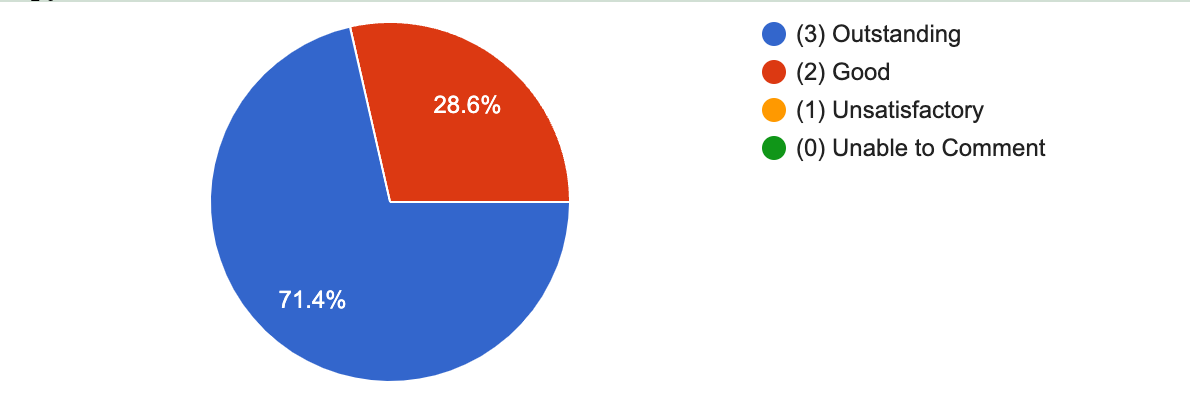 28.6%
71.4%
(3) Outstanding
(2) Good
(1) Unsatisfactory
(0) Unable to Comment